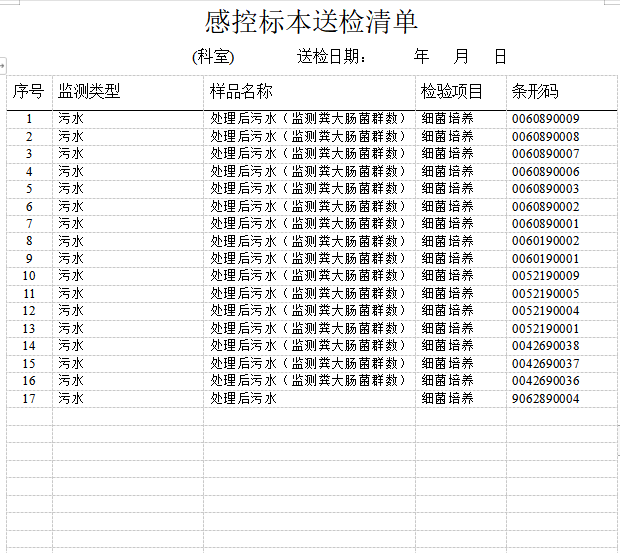 感控标本送检清单
(科室) 送检日期： 年 月 日
序号 监测类型 样品名称 检验项目 条形码
1 污水 处理后污水（监测粪大肠菌群数） 细菌培养 0060890009
2 污水 处理后污水（监测粪大肠菌群数） 细菌培养 0060890008
3 污水 处理后污水（监测粪大肠菌群数） 细菌培养 0060890007
4 污水 处理后污水（监测粪大肠菌群数） 细菌培养 0060890006
5 污水 处理后污水（监测粪大肠菌群数） 细菌培养 0060890003
6 污水 处理后污水（监测粪大肠菌群数） 细菌培养 0060890002
7 污水 处理后污水（监测粪大肠菌群数） 细菌培养 0060890001
8 污水 处理后污水（监测粪大肠菌群数） 细菌培养 0060190002
9 污水 处理后污水（监测粪大肠菌群数） 细菌培养 0060190001
10 污水 处理后污水（监测粪大肠菌群数） 细菌培养 0052190009
11 污水 处理后污水（监测粪大肠菌群数） 细菌培养 0052190005
12 污水 处理后污水（监测粪大肠菌群数） 细菌培养 0052190004
13 污水 处理后污水（监测粪大肠菌群数） 细菌培养 0052190001
14 污水 处理后污水（监测粪大肠菌群数） 细菌培养 0042690038
15 污水 处理后污水（监测粪大肠菌群数） 细菌培养 0042690037
16 污水 处理后污水（监测粪大肠菌群数） 细菌培养 0042690036
17 污水 处理后污水 细菌培养 9062890004